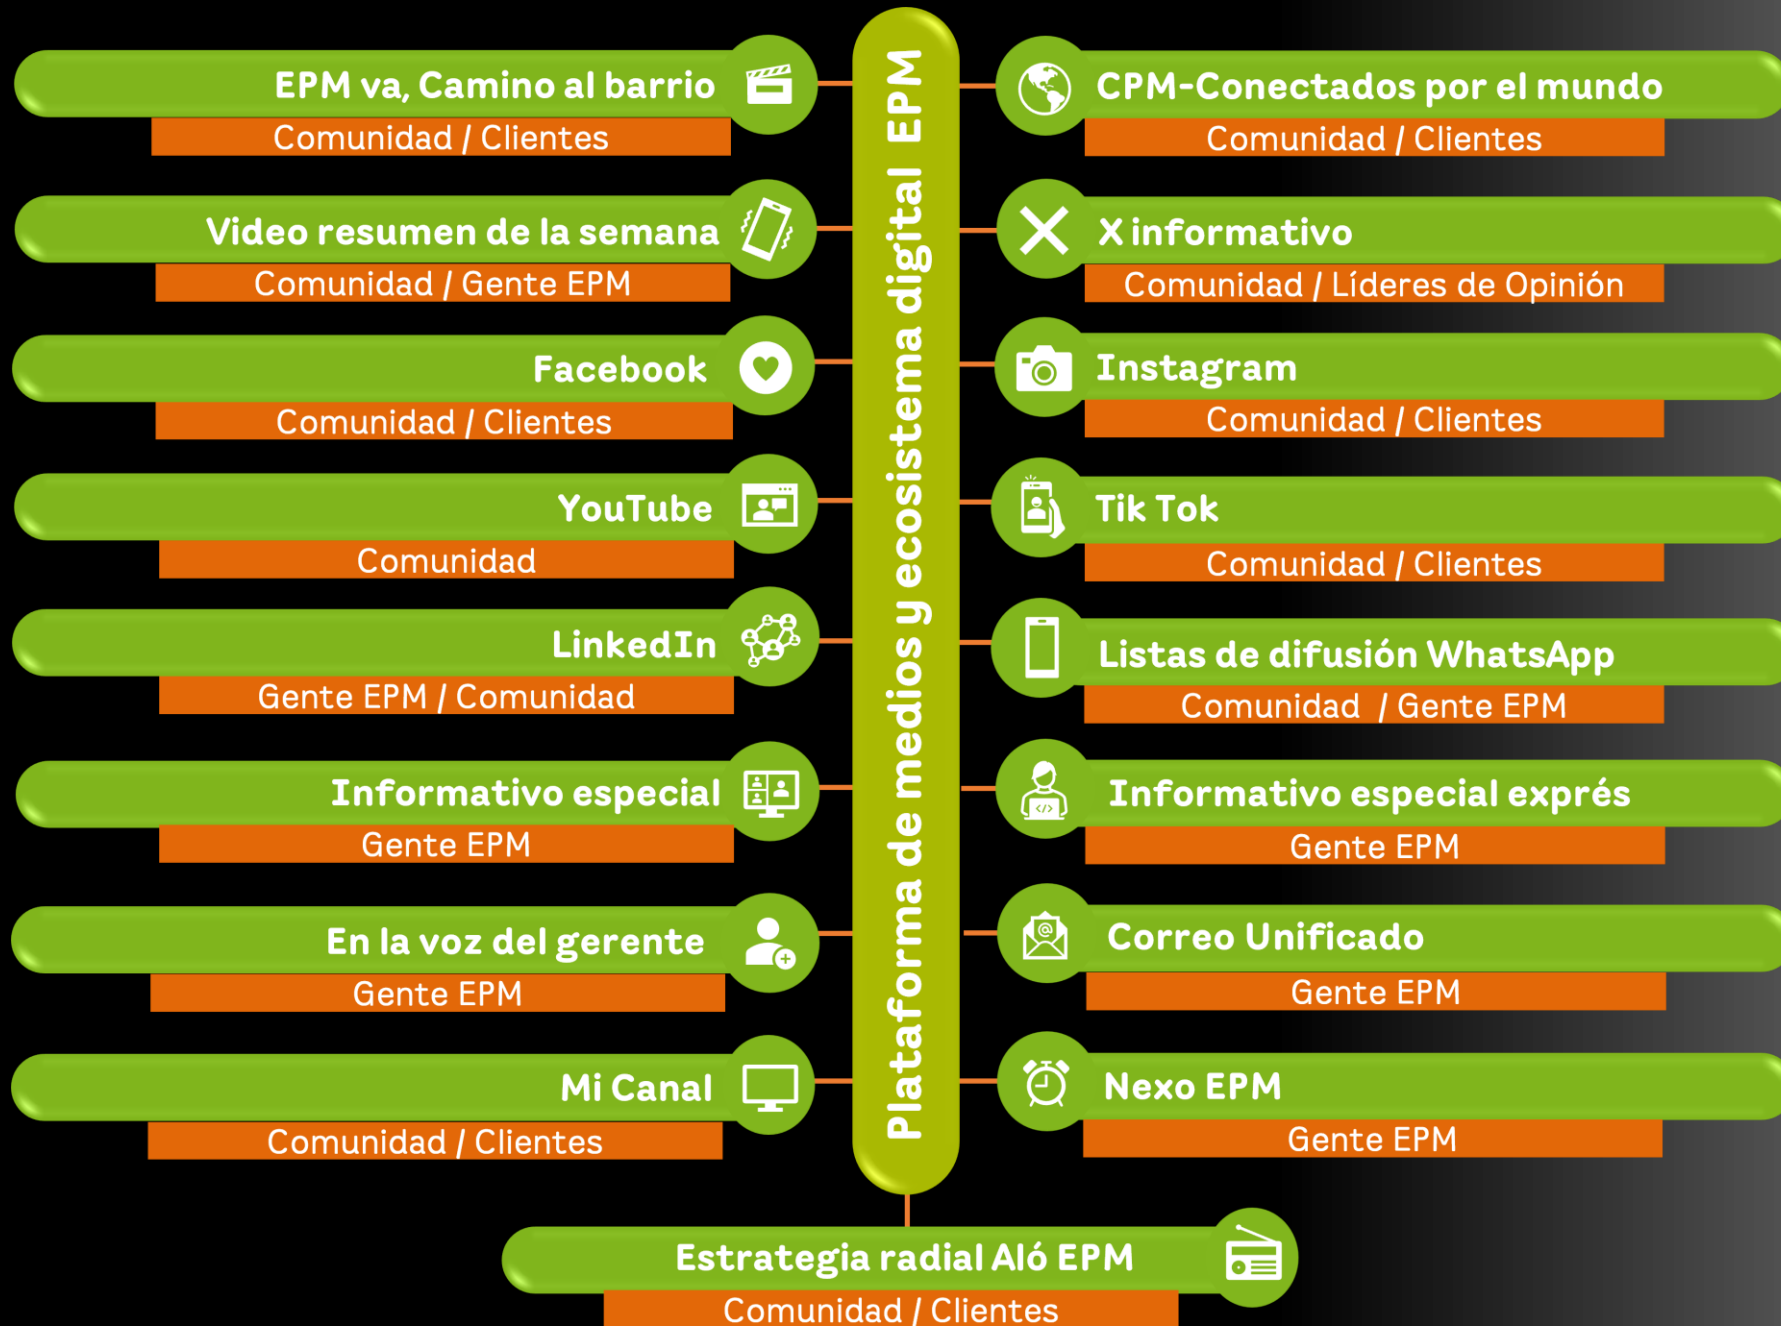 Plataforma de medios y ecosistema digital EPM
EPM va, Camino al barrio
Comunidad / Clientes
Video resumen de la semana
Comunidad / Gente EPM
Facebook
Comunidad / Clientes
YouTube
Comunidad
LinkedIn
Gente EPM / Comunidad
Informativo especial
Gente EPM
En la voz del gerente
Gente EPM
Mi Canal
Comunidad / Clientes
CPM-Conectados por el mundo
Comunidad / Clientes
X informativo
Comunidad / Líderes de Opinión
Instagram
Comunidad / Clientes
Tik Tok
Comunidad / Clientes
Listas de difusión WhatsApp
Comunidad / Gente EPM
Informativo especial exprés
Gente EPM
Correo Unificado
Gente EPM
Nexo EPM
Gente EPM
Estrategia radial Aló EPM
Comunidad / Clientes